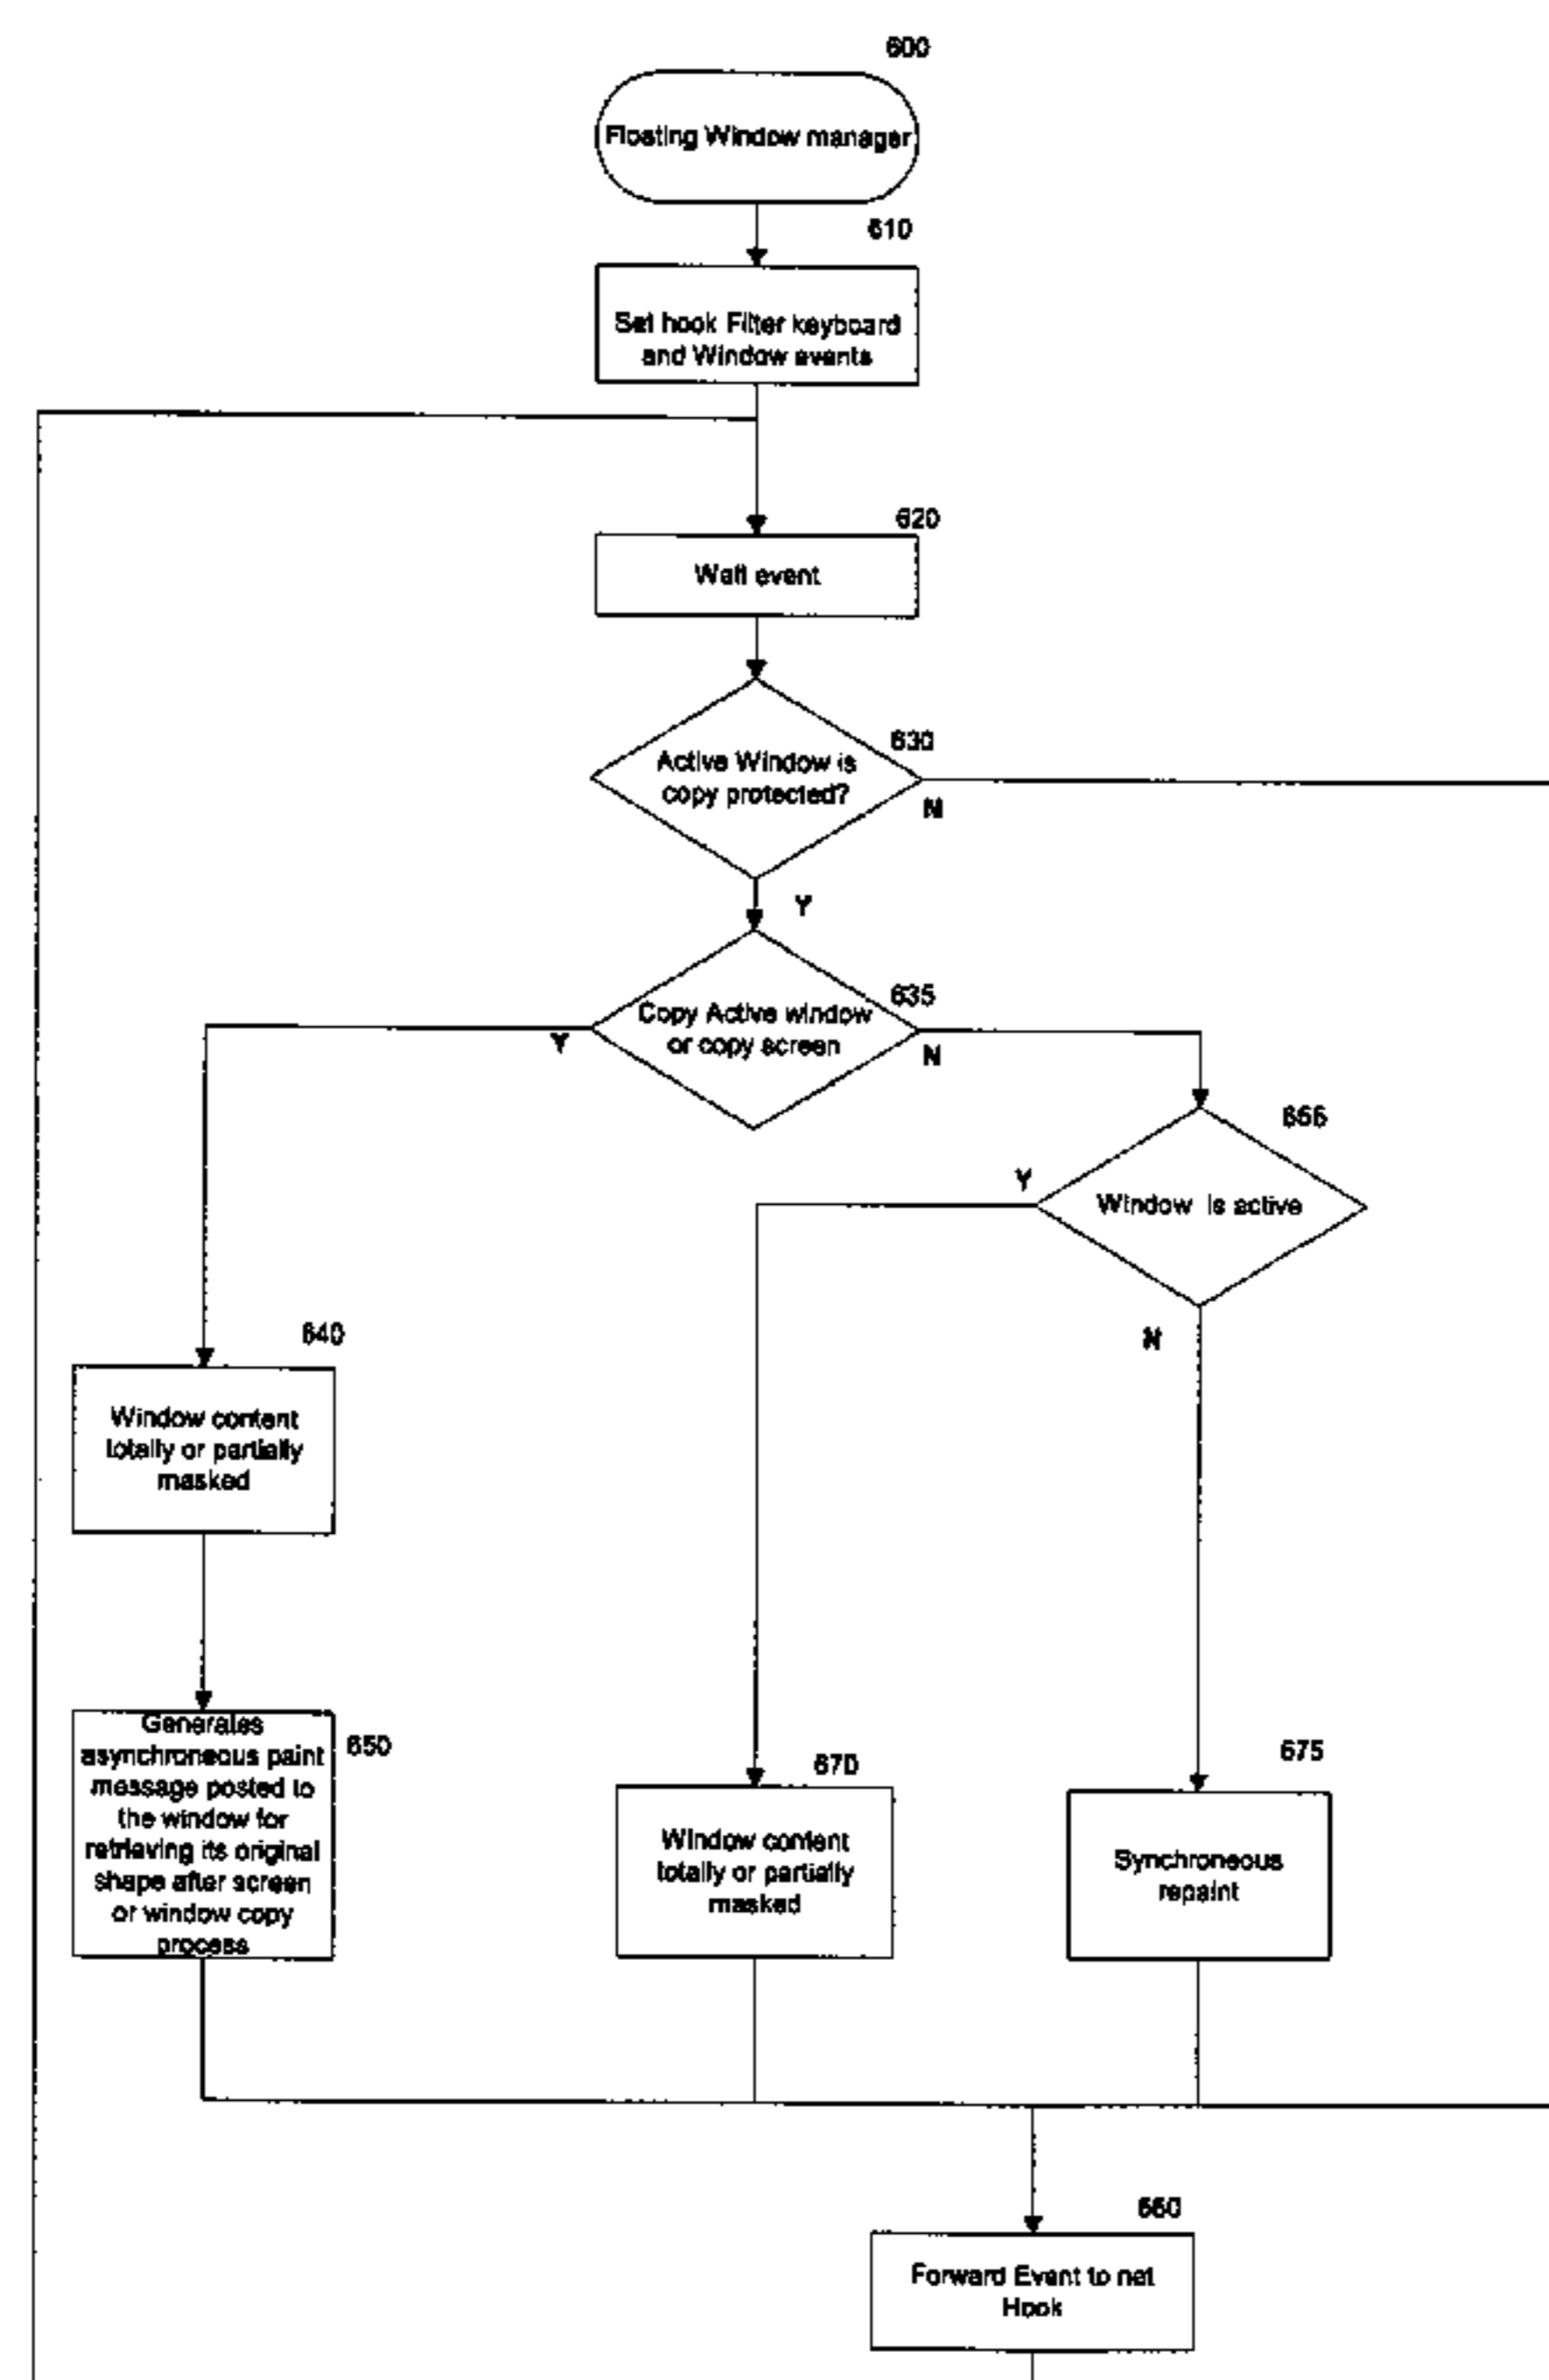 600
Floating Window manager
610
Set hook Filter keyboard
and Window events
620
Wait event
630
Active Window is
copy protected?
N
Y
635
Copy Active window
or copy screen
Y
N
655
Y
Window is active
N
640
Window content
totally or partially
masked
Generates
asynchroneous paint
message posted to
the window for
retrieving its original
shape after screen
or window copy
process
650
670
Window content
totally or partially
masked
675
Synchroneous
repaint
660
Forward Event to net
Hook